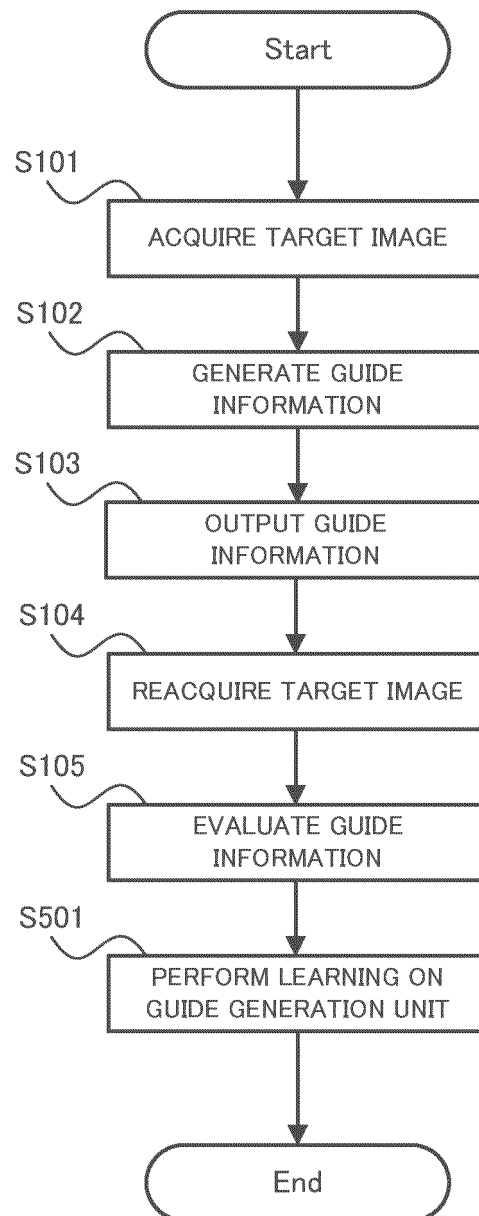 Start
S101
ACQUIRE TARGET IMAGE
S102
GENERATE GUIDE
INFORMATION
S103
OUTPUT GUIDE
INFORMATION
S104
REACQUIRE TARGET IMAGE
S105
EVALUATE GUIDE
INFORMATION
S501
PERFORM LEARNING ON
GUIDE GENERATION UNIT
End